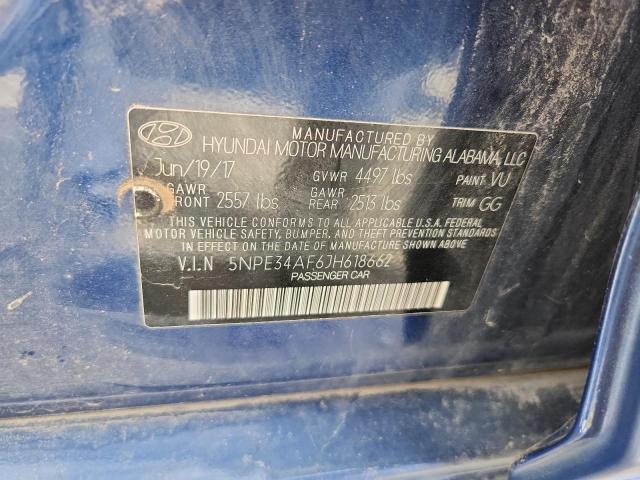 MANUFACTURED BY
HYUNDAI MOTOR MANUFACTURING ALABAMA, LLC
Jun/19/17 GVWR 4497 lbs PAINT VU
GAWR FRONT 2557 lbs GAWR REAR 2513 lbs TRIM GG
THIS VEHICLE CONFORMS TO ALL APPLICABLE U.S.A. FEDERAL
MOTOR VEHICLE SAFETY, BUMPER, AND THEFT PREVENTION STANDARDS
IN EFFECT ON THE DATE OF MANUFACTURE SHOWN ABOVE
V.I.N 5NPE34AF6JH618662
PASSENGER CAR